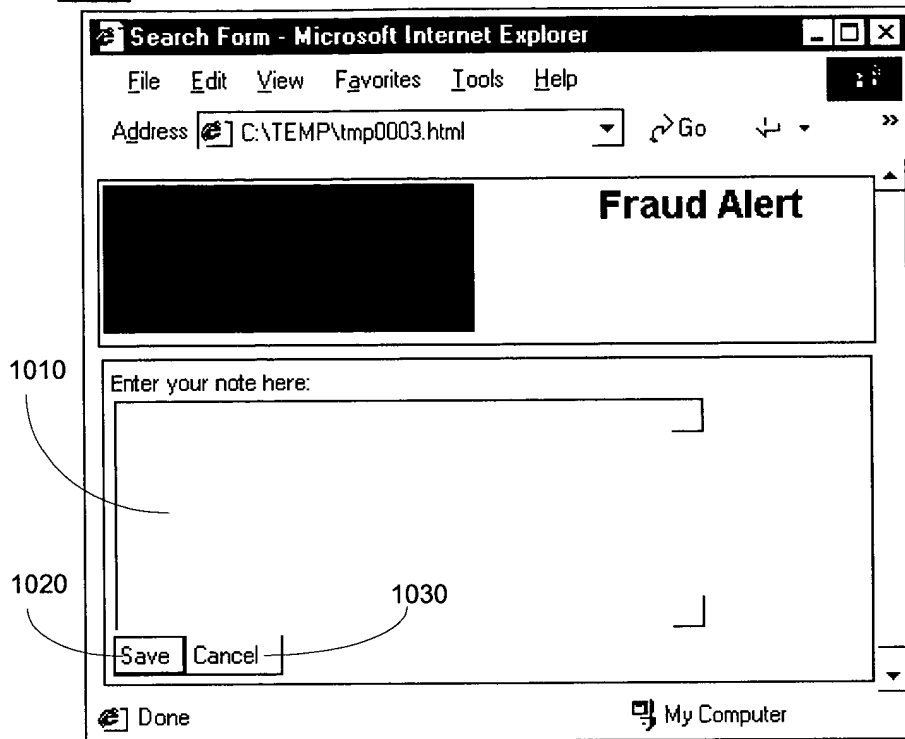 Search Form - Microsoft Internet Explorer
File Edit View Favorites Tools Help
Address C:\TEMP\tmp0003.html Go »
Fraud Alert
1010
Enter your note here:
1020
1030
Save Cancel
Done My Computer